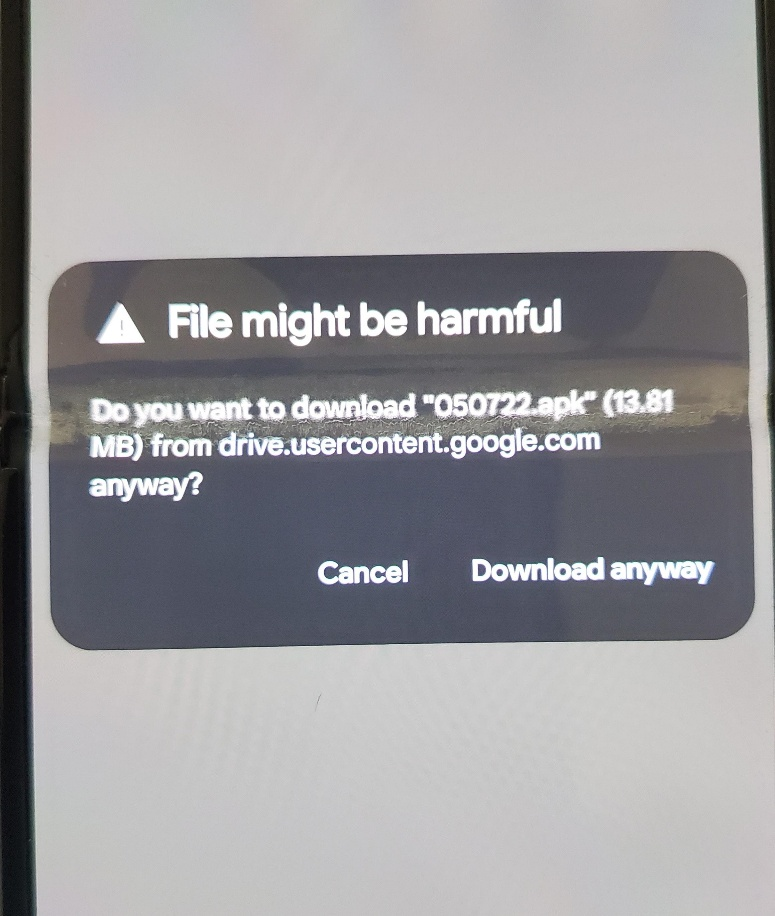 File might be harmful
Do you want to download "050722.apk" (13.81
MB) from drive.usercontent.google.com
anyway?
Cancel Download anyway